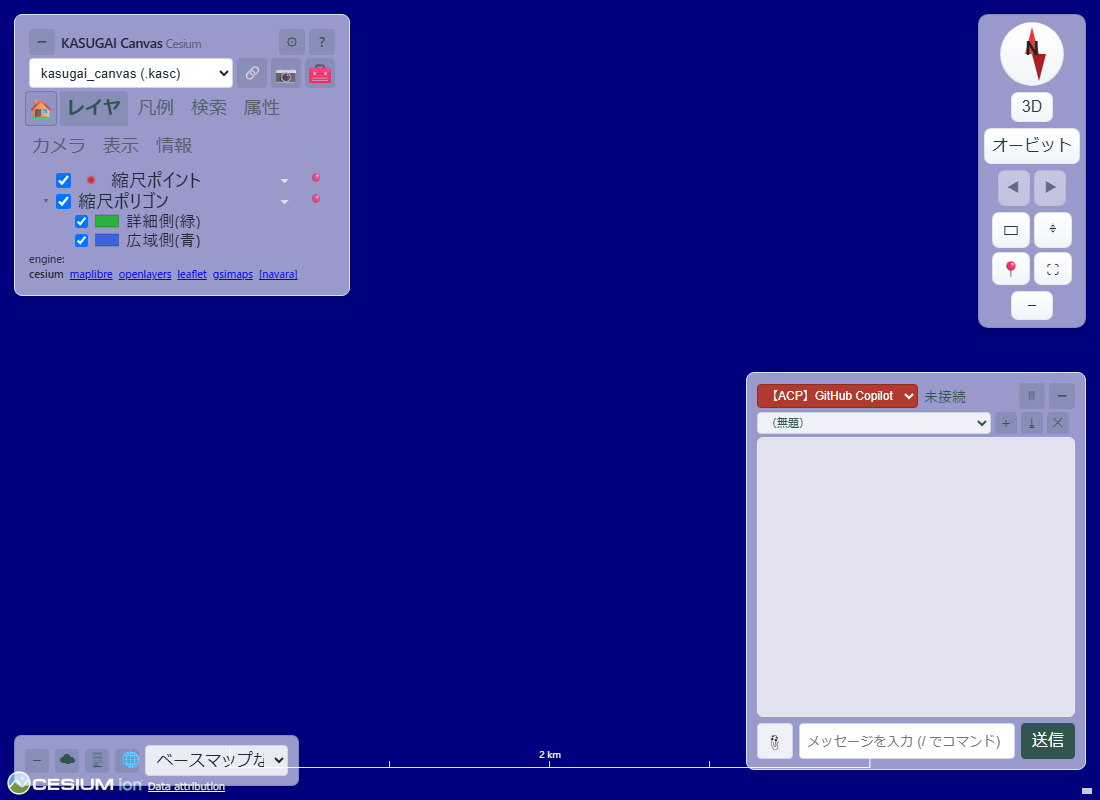 KASUGAI Canvas Cesium
?
kasugai_canvas (.kasc)
レイヤ 凡例 検索 属性
カメラ 表示 情報
縮尺ポイント
縮尺ポリゴン
詳細側(緑)
広域側(青)
engine:
cesium maplibre openlayers leaflet gsimaps [navara]
N
3D
オービット
【ACP】GitHub Copilot 未接続
（無題）
メッセージを入力 (/ でコマンド) 送信
ベースマップな
2 km
CESIUM ion Data attribution